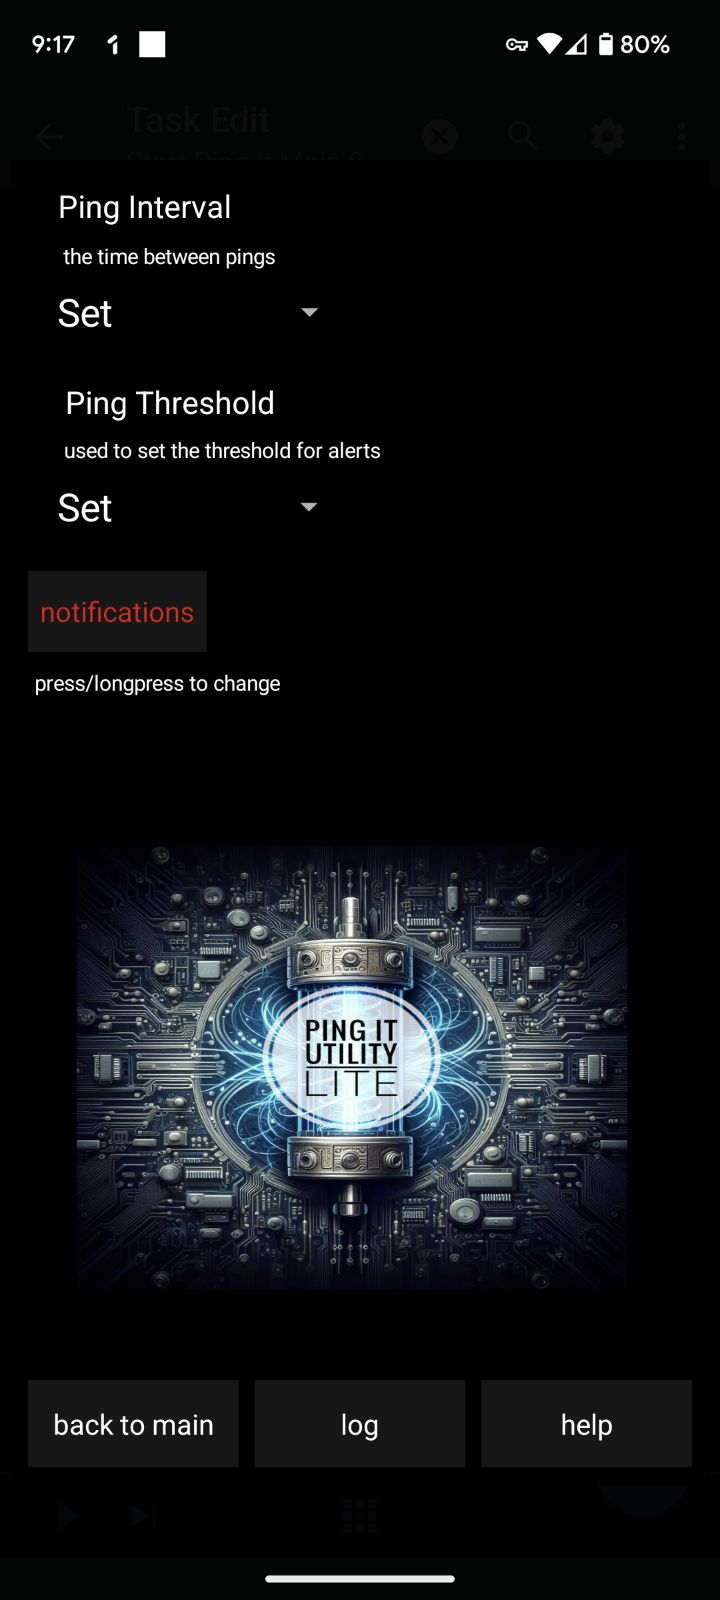 9:17
80%
Task Edit
Ping Interval
the time between pings
Set
Ping Threshold
used to set the threshold for alerts
Set
notifications
press/longpress to change
PING IT
UTILITY
LITE
back to main
log
help